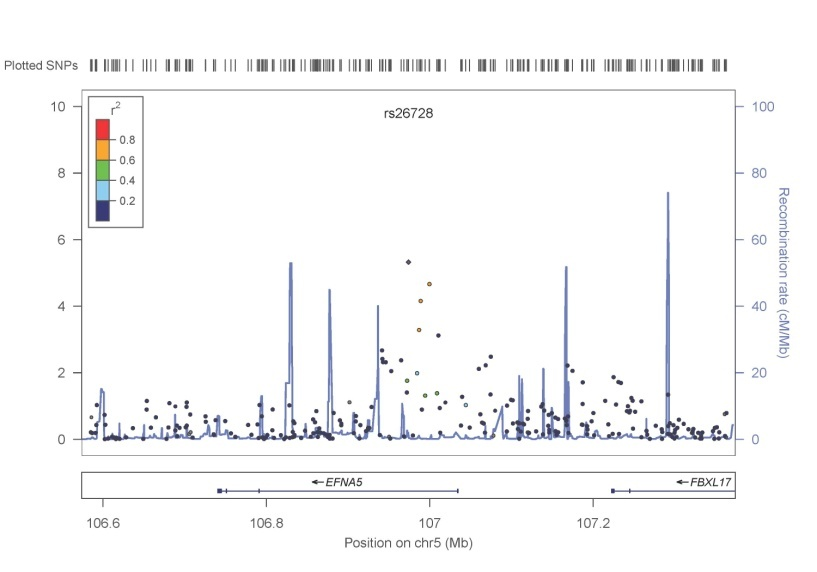 Plotted SNPs
10 100
rs26728
r2
0.8
0.6
0.4
0.2
8 80
6 60
4 40
2 20
0 0
Recombination rate (cM/Mb)
←EFNA5 ←FBXL17
106.6 106.8 107 107.2
Position on chr5 (Mb)